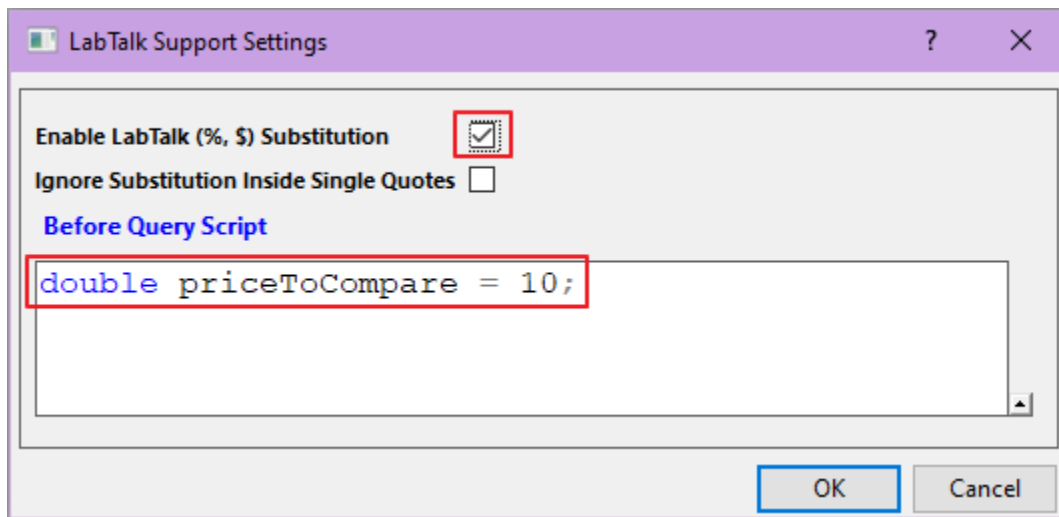 LabTalk Support Settings ? ✕
Enable LabTalk (%, $) Substitution
Ignore Substitution Inside Single Quotes
Before Query Script
double priceToCompare = 10;
OK Cancel